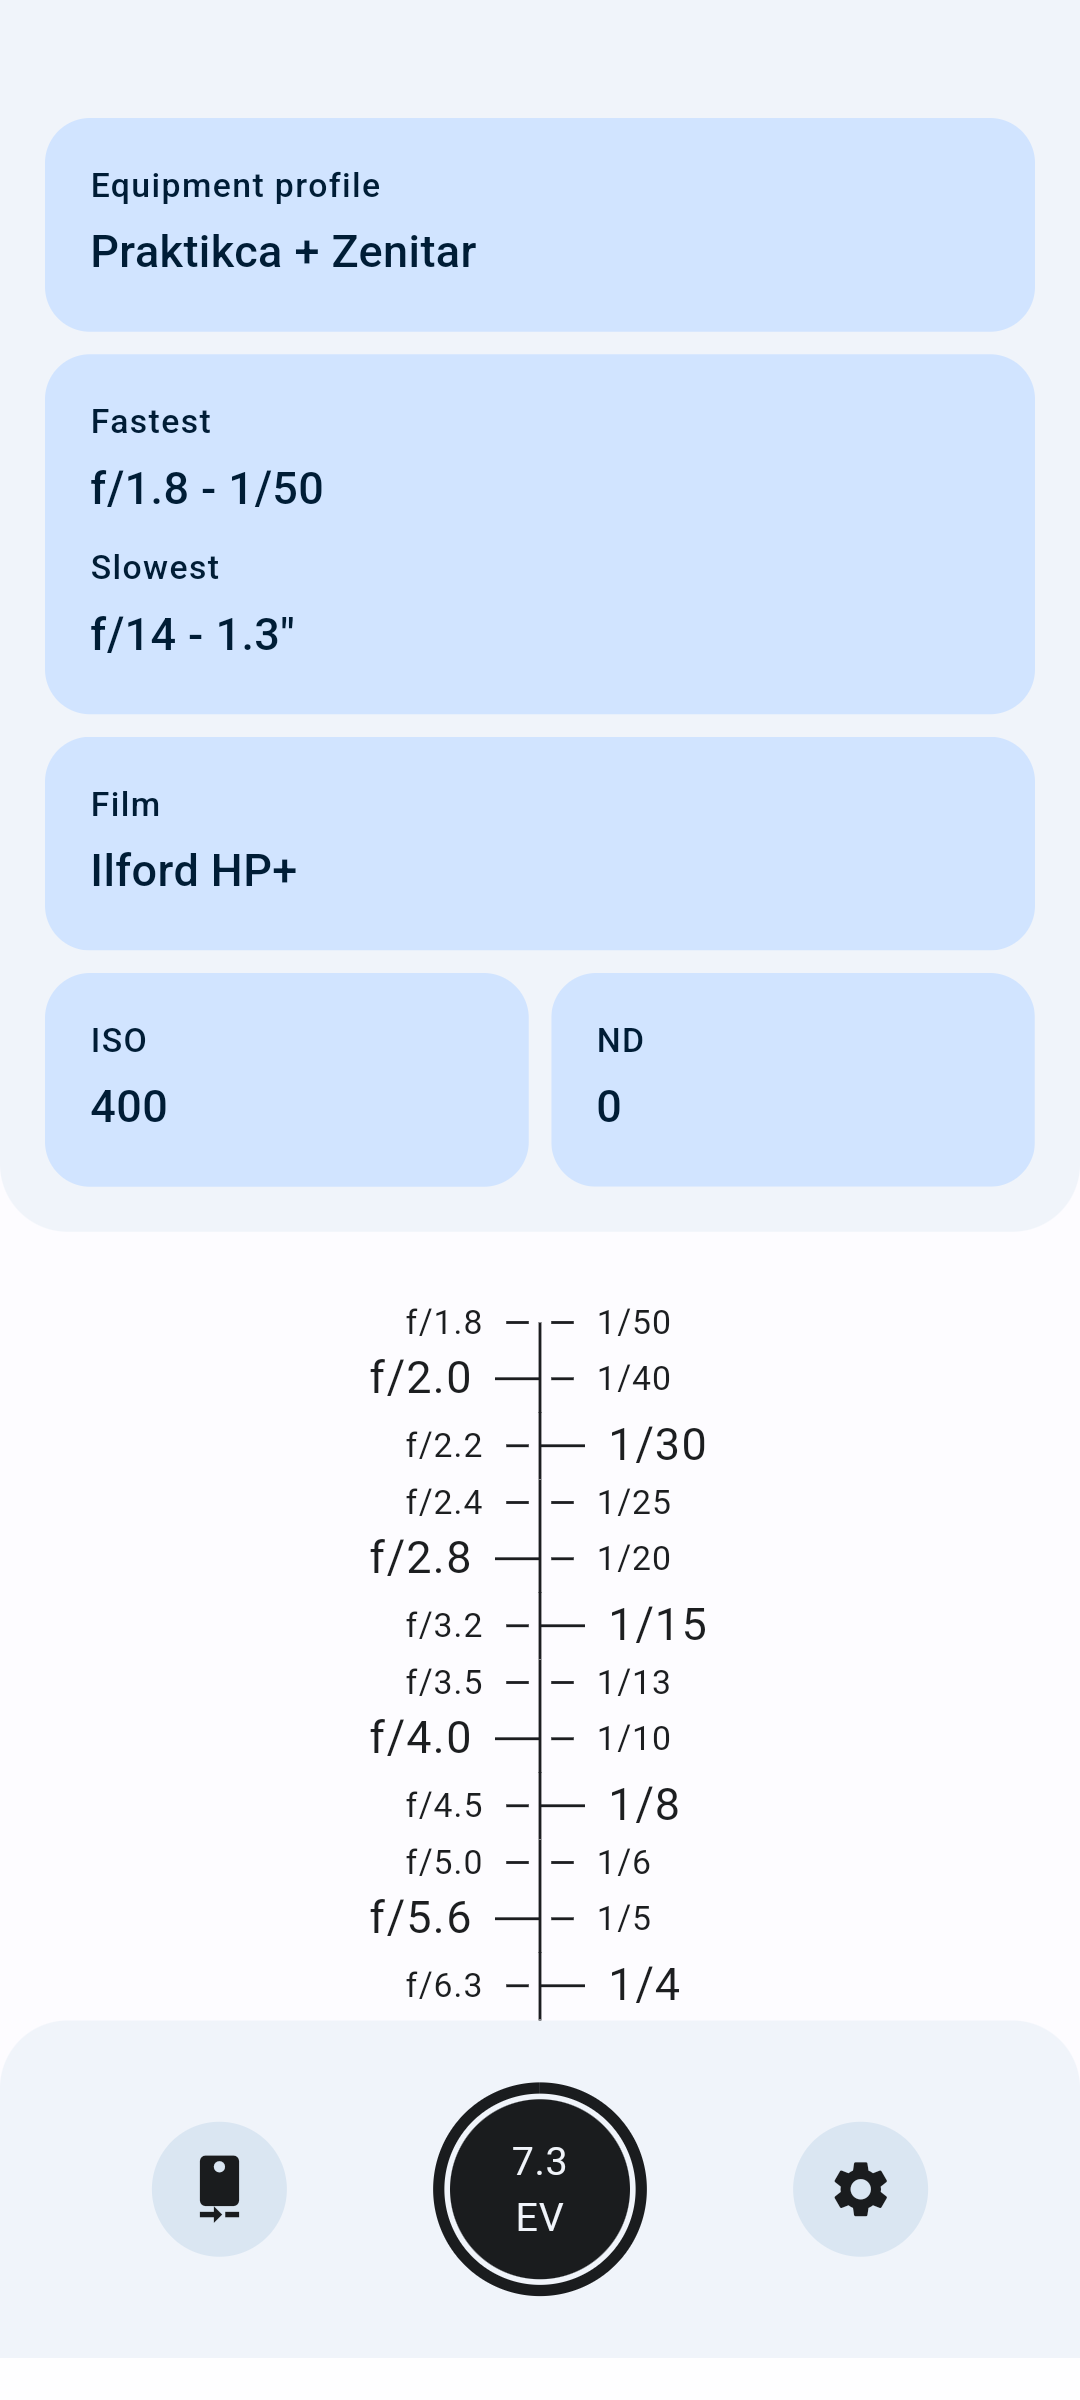 Equipment profile
Praktikca + Zenitar
Fastest
f/1.8 - 1/50
Slowest
f/14 - 1.3"
Film
Ilford HP+
ISO
400
ND
0
f/1.8 1/50
f/2.0 1/40
f/2.2 1/30
f/2.4 1/25
f/2.8 1/20
f/3.2 1/15
f/3.5 1/13
f/4.0 1/10
f/4.5 1/8
f/5.0 1/6
f/5.6 1/5
f/6.3 1/4
7.3
EV